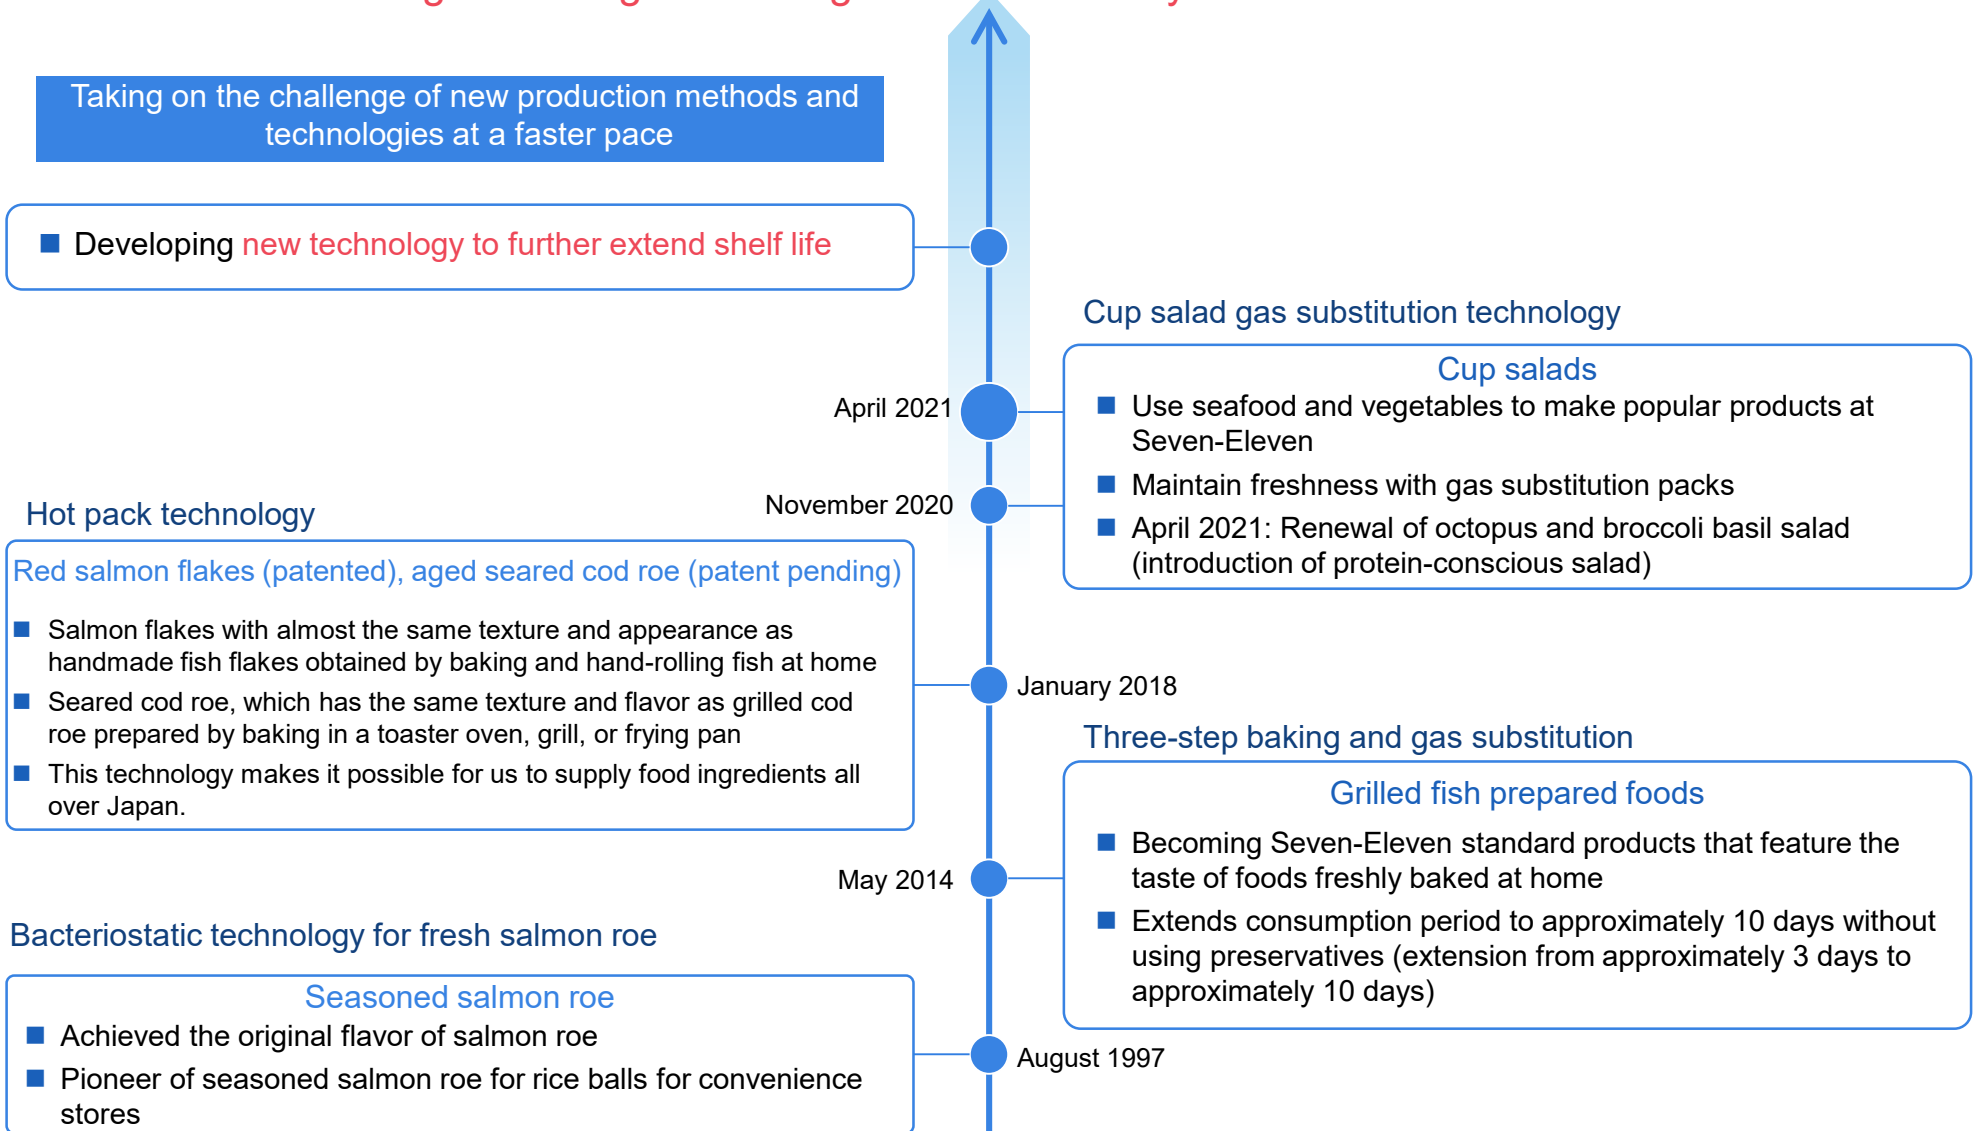 Taking on the challenge of new production methods and
technologies at a faster pace
Developing new technology to further extend shelf life
Cup salad gas substitution technology
Cup salads
Use seafood and vegetables to make popular products at
Seven-Eleven
Maintain freshness with gas substitution packs
April 2021: Renewal of octopus and broccoli basil salad
(introduction of protein-conscious salad)
April 2021
November 2020
Hot pack technology
Red salmon flakes (patented), aged seared cod roe (patent pending)
Salmon flakes with almost the same texture and appearance as
handmade fish flakes obtained by baking and hand-rolling fish at home
Seared cod roe, which has the same texture and flavor as grilled cod
roe prepared by baking in a toaster oven, grill, or frying pan
This technology makes it possible for us to supply food ingredients all
over Japan.
January 2018
Three-step baking and gas substitution
Grilled fish prepared foods
Becoming Seven-Eleven standard products that feature the
taste of foods freshly baked at home
Extends consumption period to approximately 10 days without
using preservatives (extension from approximately 3 days to
approximately 10 days)
May 2014
Bacteriostatic technology for fresh salmon roe
Seasoned salmon roe
Achieved the original flavor of salmon roe
Pioneer of seasoned salmon roe for rice balls for convenience
stores
August 1997